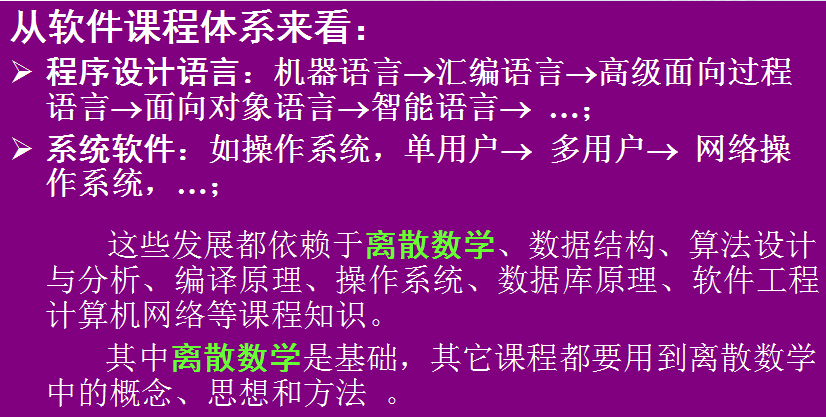 从软件课程体系来看：
➢ 程序设计语言：机器语言→汇编语言→高级面向过程
语言→面向对象语言→智能语言→ …；
➢ 系统软件：如操作系统，单用户→ 多用户→ 网络操
作系统，…；
这些发展都依赖于离散数学、数据结构、算法设计
与分析、编译原理、操作系统、数据库原理、软件工程
计算机网络等课程知识。
其中离散数学是基础，其它课程都要用到离散数学
中的概念、思想和方法 。